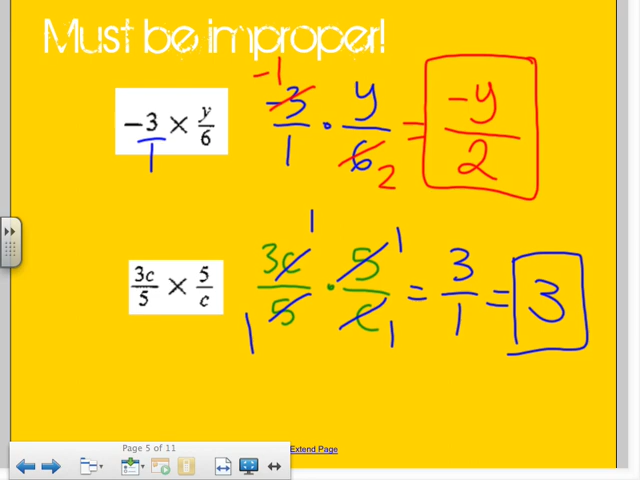 Must be improper!
-3/1 × y/6
-3/1 · y/6 = -y/2
-1
2
3c/5 × 5/c
3c/5 · 5/c = 3/1 = 3
1 1
1 1
Page 5 of 11
Extend Page